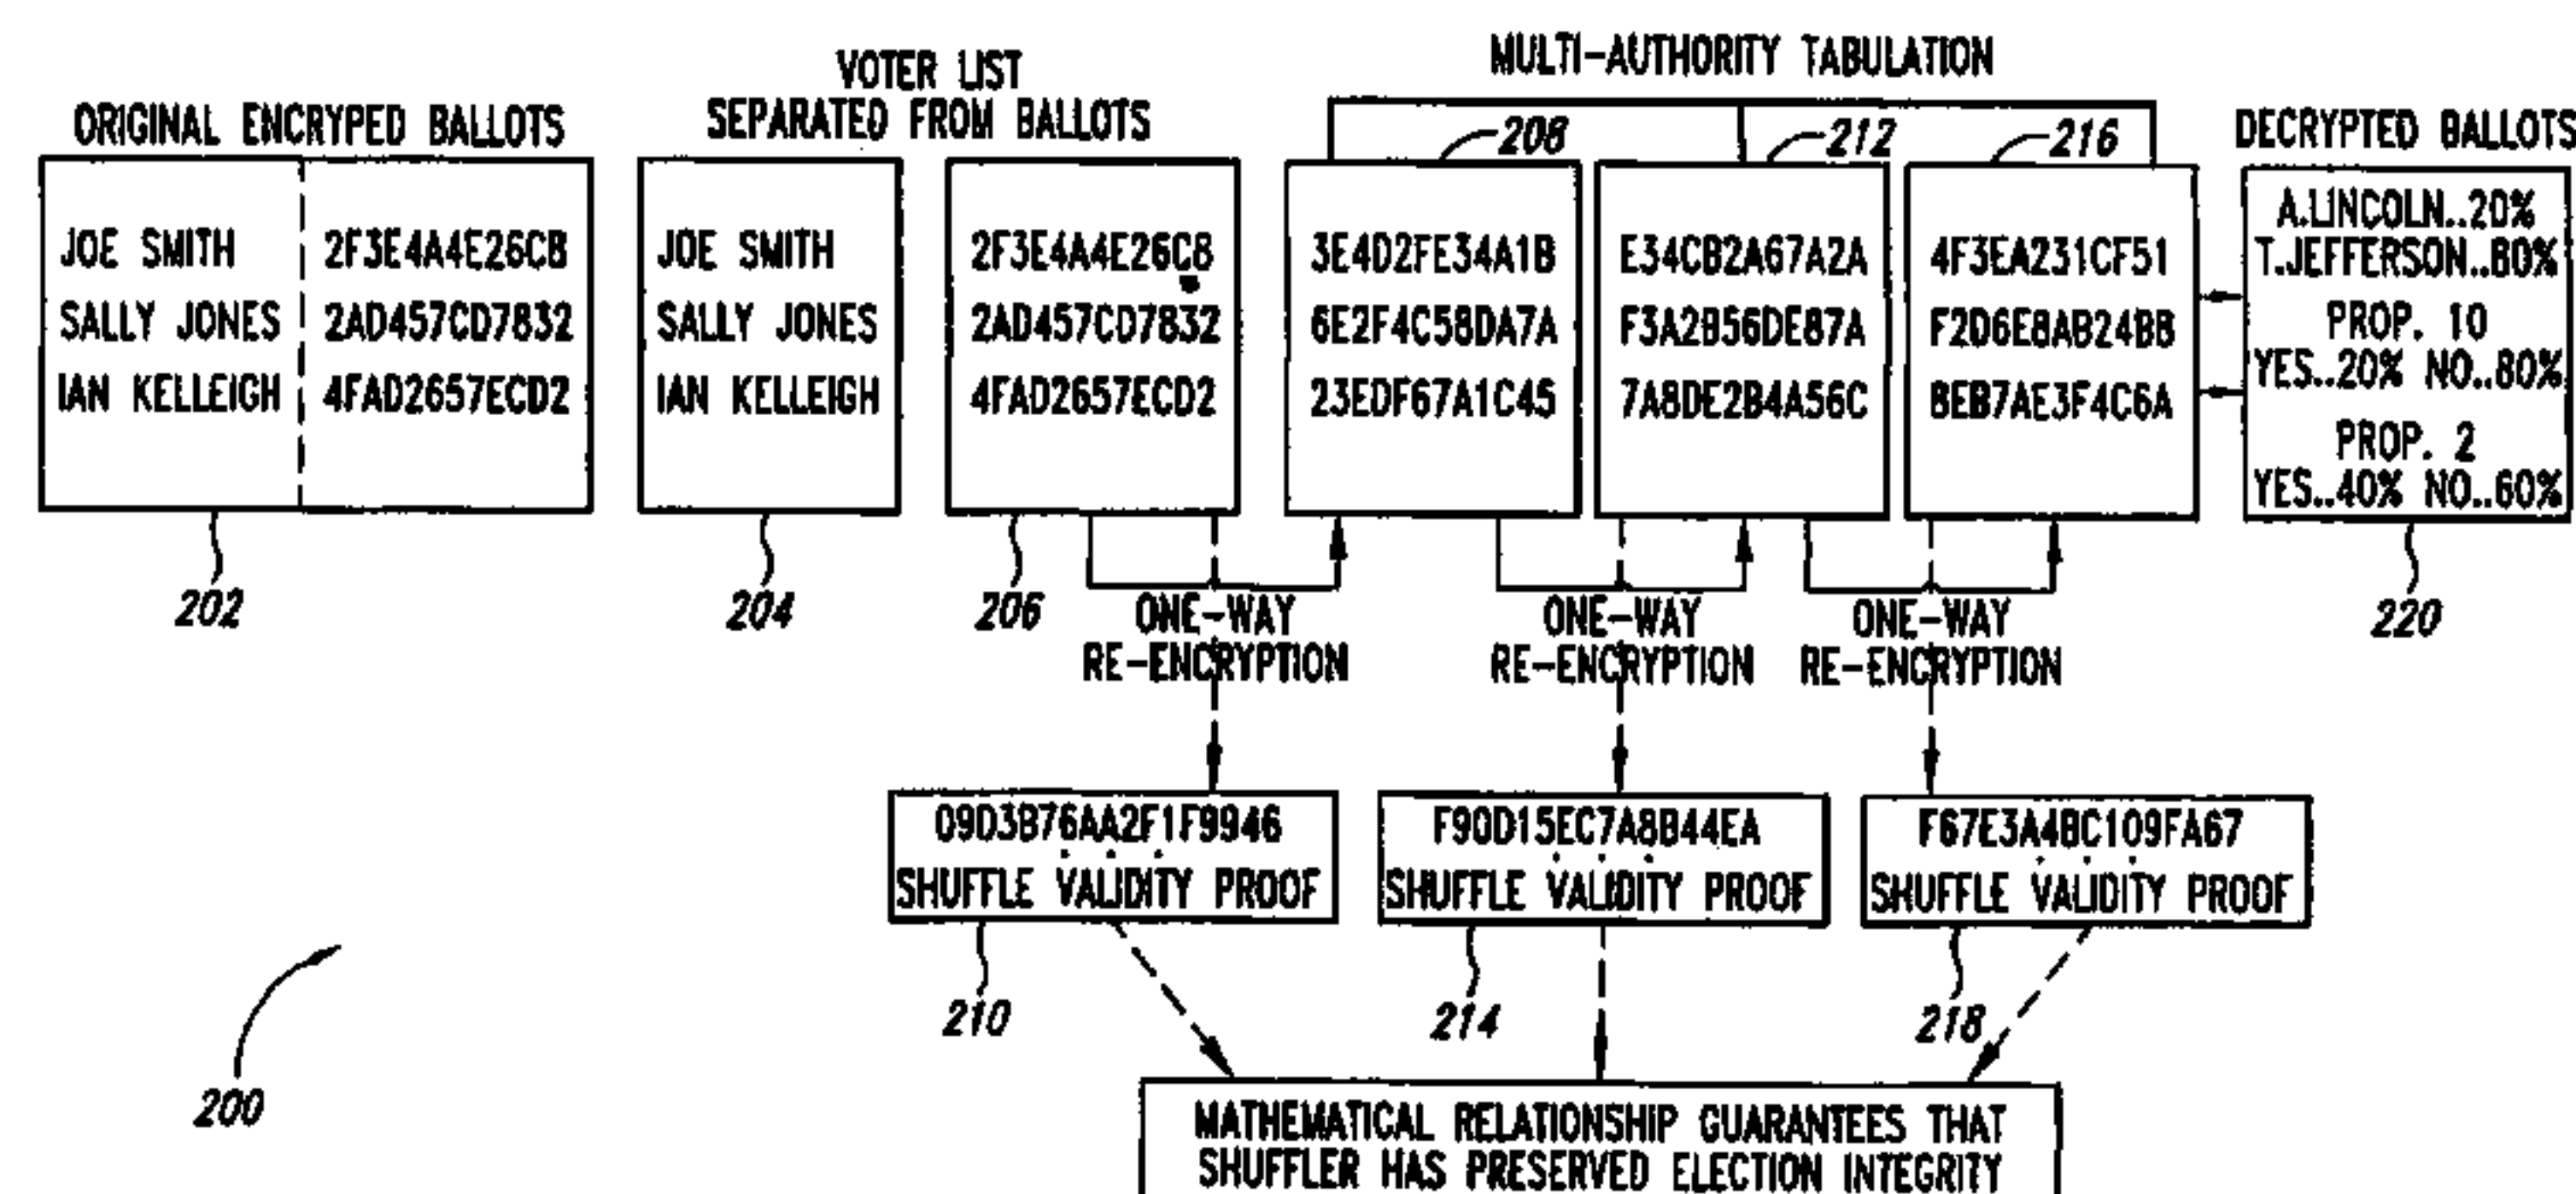 MULTI-AUTHORITY TABULATION
VOTER LIST
SEPARATED FROM BALLOTS
ORIGINAL ENCRYPED BALLOTS
DECRYPTED BALLOTS
208
212
216
JOE SMITH 2F3E4A4E26CB
SALLY JONES 2AD457CD7832
IAN KELLEIGH 4FAD2657ECD2
202
JOE SMITH
SALLY JONES
IAN KELLEIGH
204
2F3E4A4E26C8
2AD457CD7832
4FAD2657ECD2
206
3E4D2FE34A1B
6E2F4C58DA7A
23EDF67A1C45
E34CB2A67A2A
F3A2B56DE87A
7A8DE2B4A56C
4F3EA231CF51
F2D6E8AB24BB
8EB7AE3F4C6A
A.LINCOLN..20%
T.JEFFERSON..80%
PROP. 10
YES..20% NO..80%
PROP. 2
YES..40% NO..60%
220
ONE-WAY
RE-ENCRYPTION
ONE-WAY
RE-ENCRYPTION
ONE-WAY
RE-ENCRYPTION
09D3B76AA2F1F9946
. . .
SHUFFLE VALIDITY PROOF
210
F90D15EC7A8B44EA
. . .
SHUFFLE VALIDITY PROOF
214
F67E3A4BC109FA67
. . .
SHUFFLE VALIDITY PROOF
218
200
MATHEMATICAL RELATIONSHIP GUARANTEES THAT
SHUFFLER HAS PRESERVED ELECTION INTEGRITY